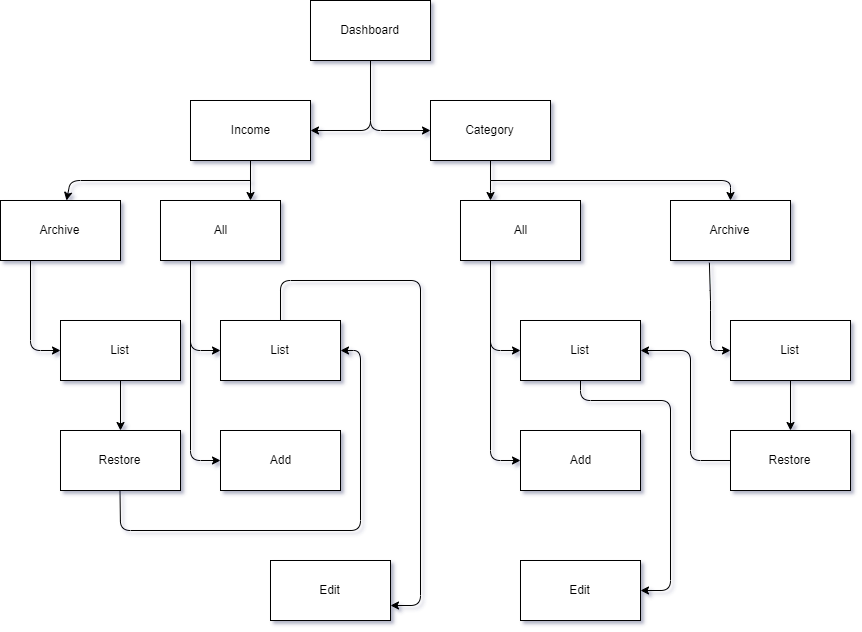 Dashboard
Income
Category
Archive
All
All
Archive
List
List
List
List
Restore
Add
Add
Restore
Edit
Edit